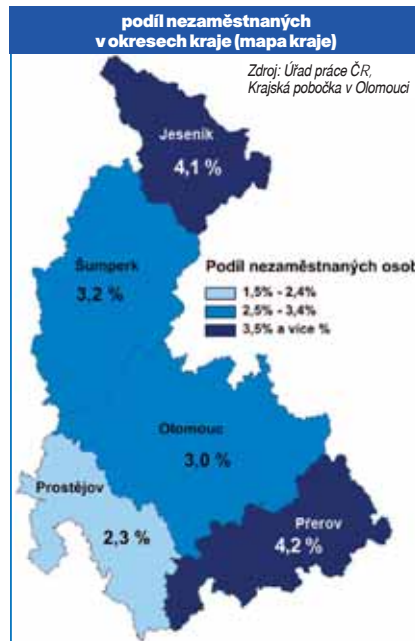 podíl nezaměstnaných
v okresech kraje (mapa kraje)
Zdroj: Úřad práce ČR,
Krajská pobočka v Olomouci
Jeseník
4,1 %
Šumperk
3,2 %
Podíl nezaměstnaných osob
1,5% - 2,4%
2,5% - 3,4%
3,5% a více %
Olomouc
3,0 %
Prostějov
2,3 %
Přerov
4,2 %